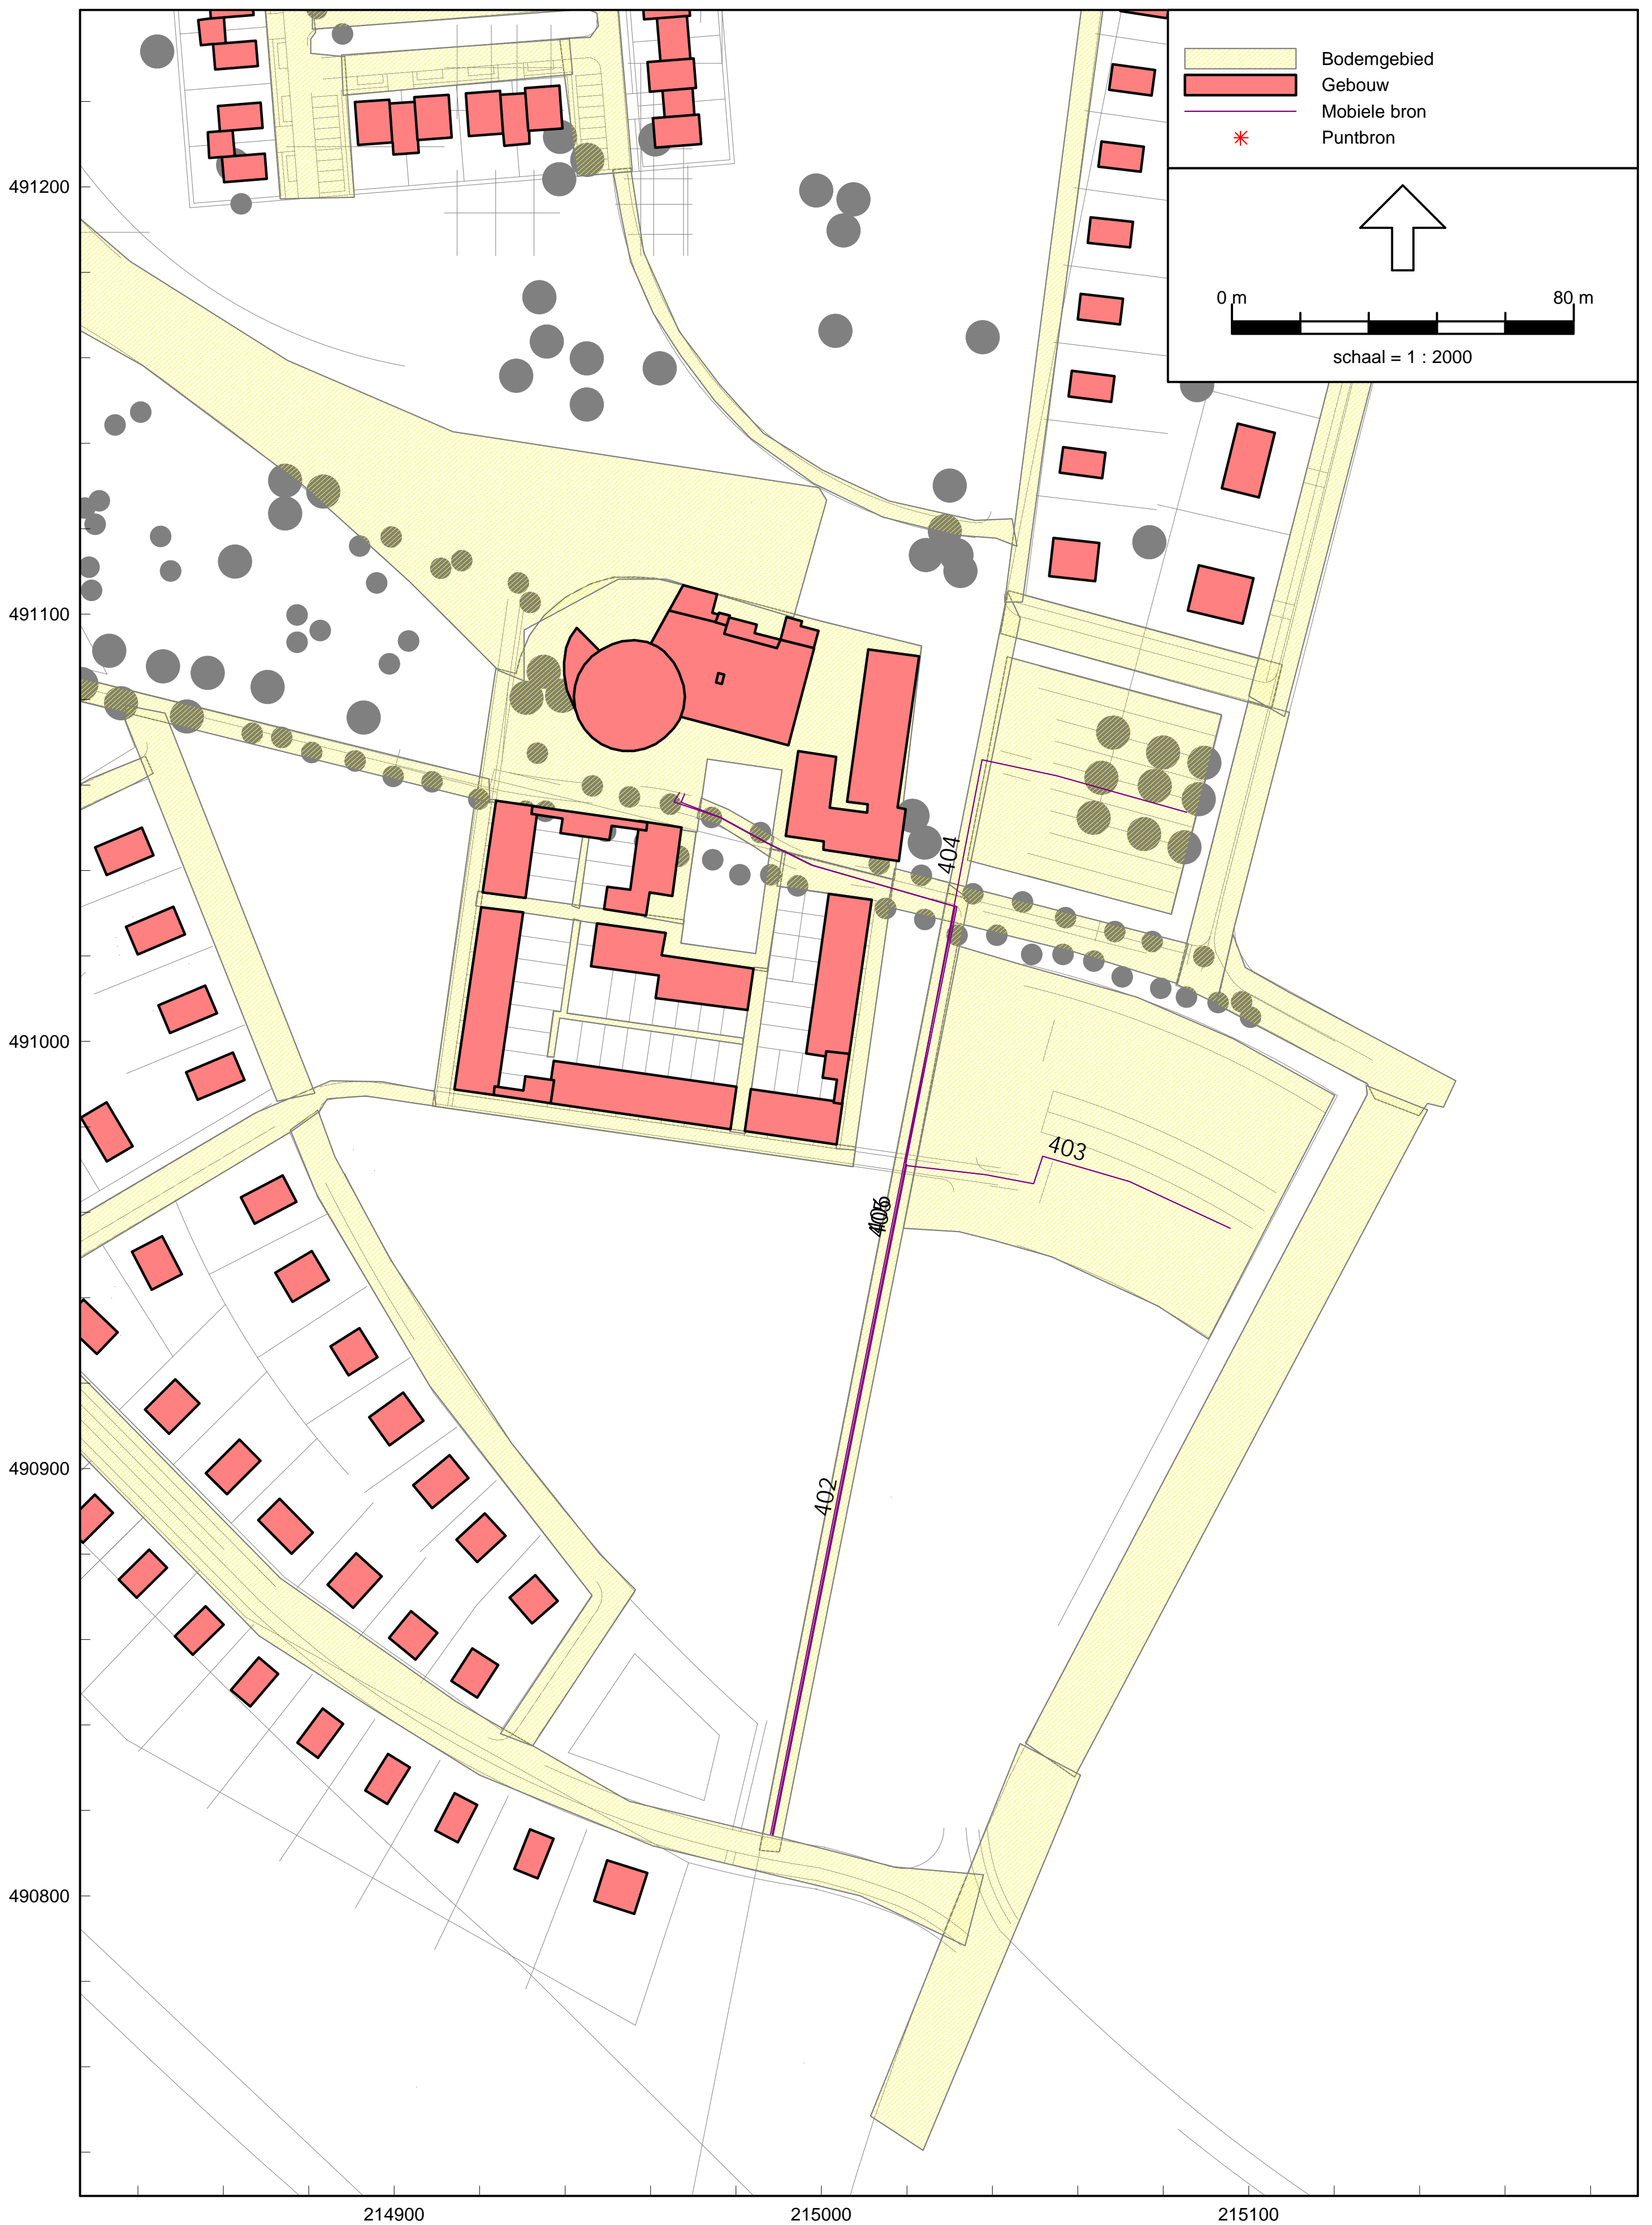 Bodemgebied
Gebouw
Mobiele bron
Puntbron
0 m 80 m
schaal = 1 : 2000
491200
491100
491000
490900
490800
404
403
402
214900 215000 215100